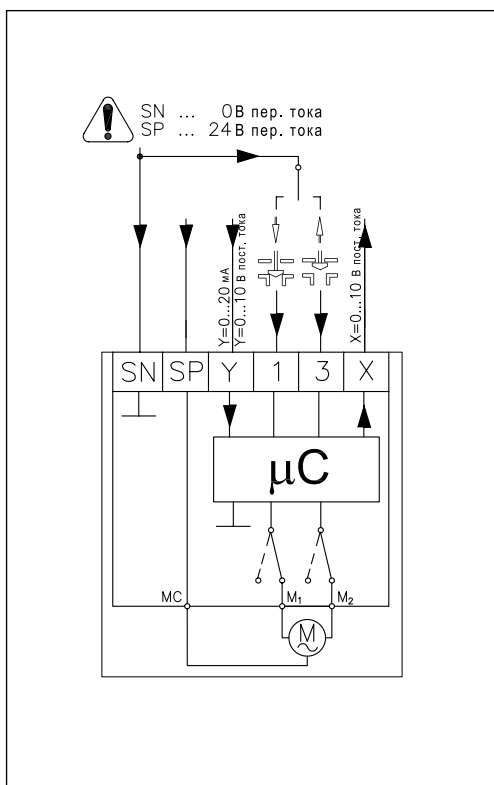 SN ... 0В пер. тока
SP ... 24В пер. тока
Y=0...20 мА
Y=0...10 В пост. тока
X=0...10 В пост. тока
SN SP Y 1 3 X
µC
MC M1 M2
M